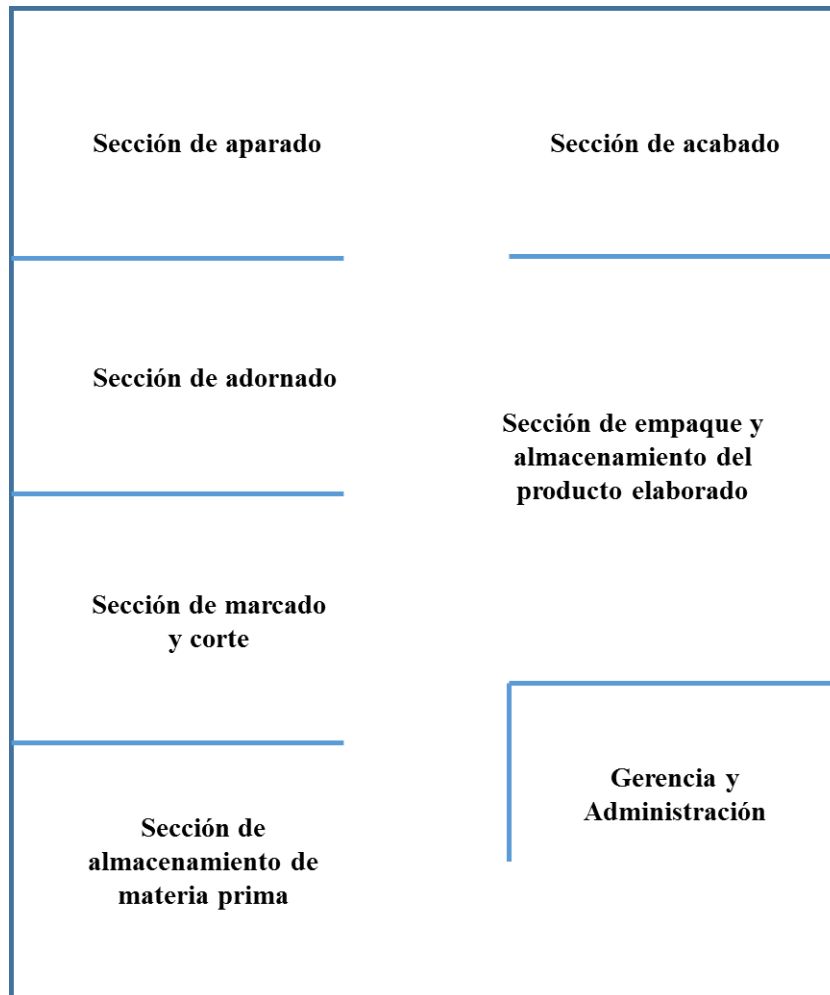 Sección de aparado
Sección de acabado
Sección de adornado
Sección de empaque y
almacenamiento del
producto elaborado
Sección de marcado
y corte
Gerencia y
Administración
Sección de
almacenamiento de
materia prima